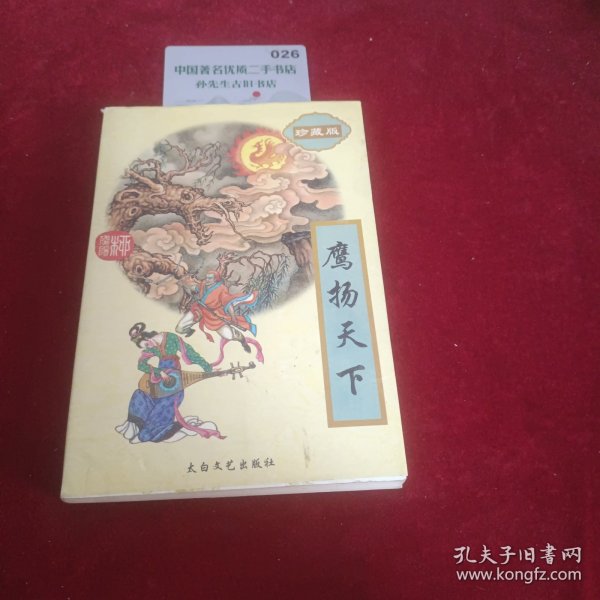 026
中国著名优质二手书店
孙先生古旧书店
珍藏版
鹰扬天下
太白文艺出版社
孔夫子旧书网
www.kongfz.com